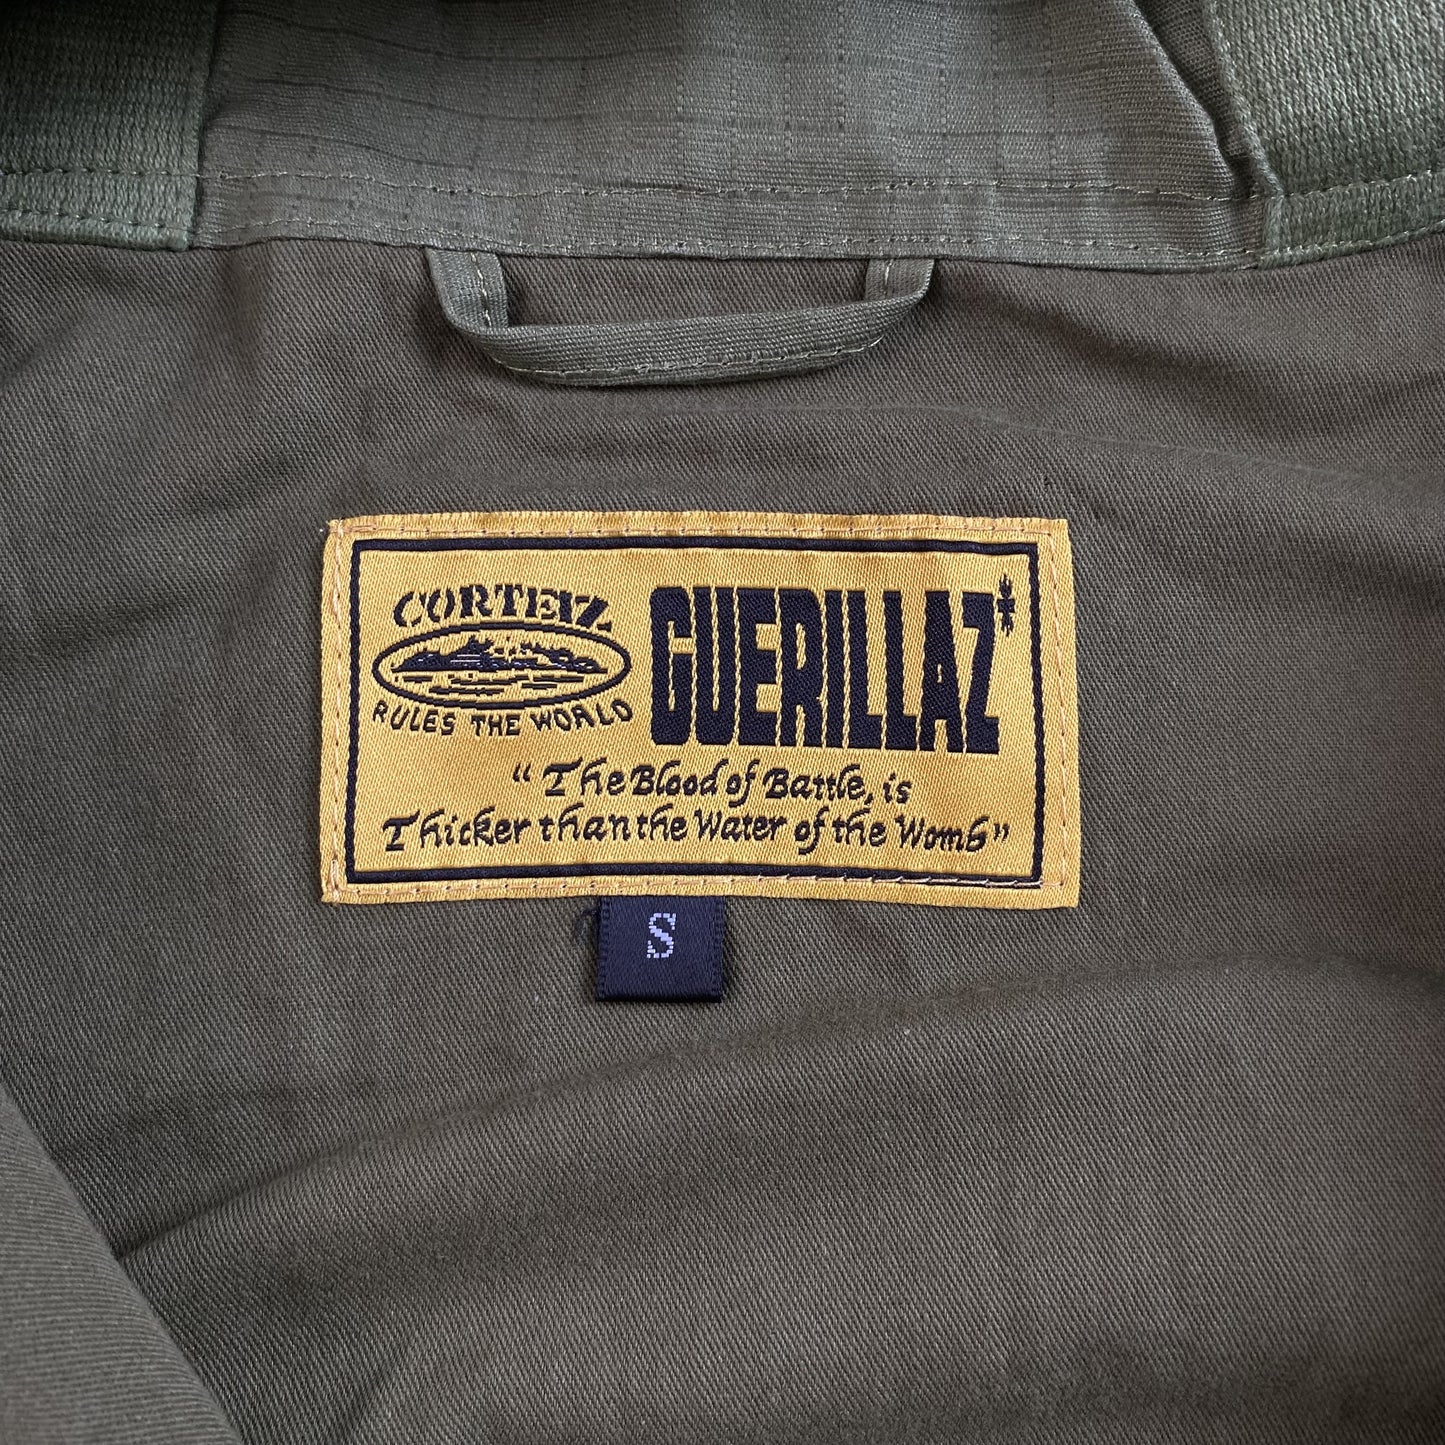 CORTEIZ
RULES THE WORLD
GUERILLAZ
“The Blood of Battle, is
Thicker than the Water of the Womb”
S